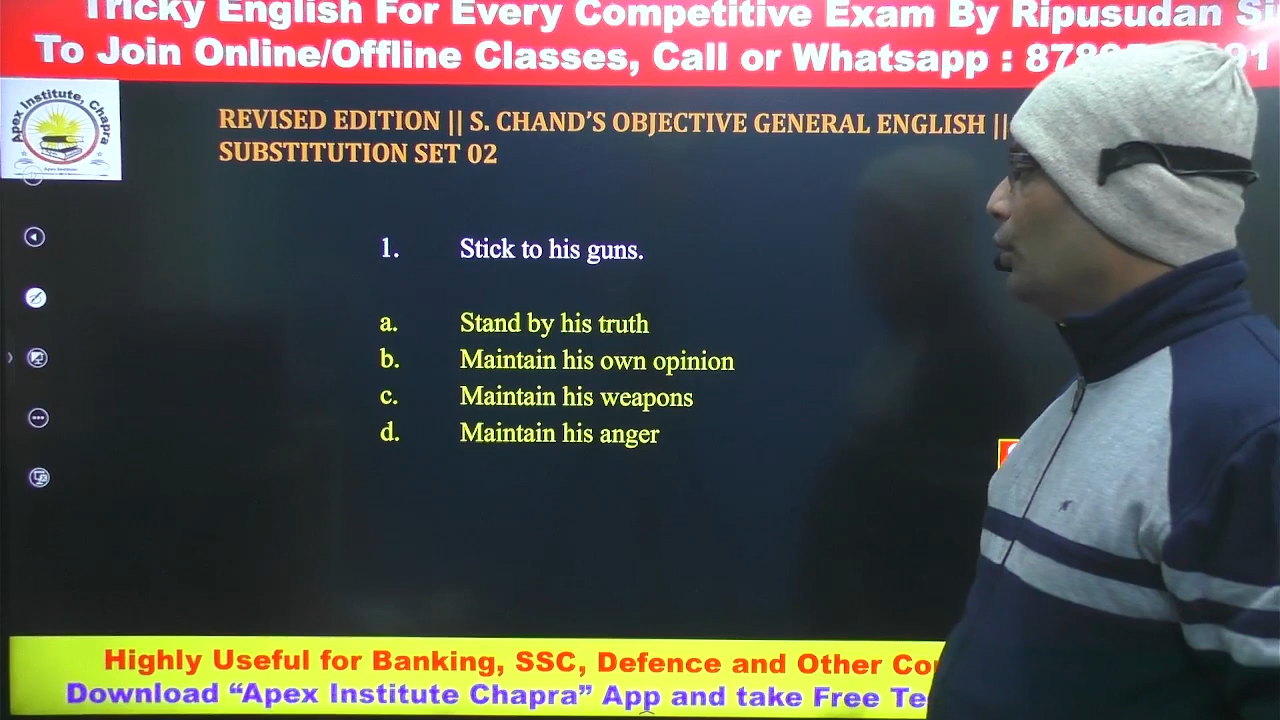 Tricky English For Every Competitive Exam By Ripusudan
To Join Online/Offline Classes, Call or Whatsapp :
Apex Institute, Chapra
REVISED EDITION || S. CHAND'S OBJECTIVE GENERAL ENGLISH ||
SUBSTITUTION SET 02
1. Stick to his guns.
a. Stand by his truth
b. Maintain his own opinion
c. Maintain his weapons
d. Maintain his anger
Highly Useful for Banking, SSC, Defence and Other
Download “Apex Institute Chapra” App and take Free